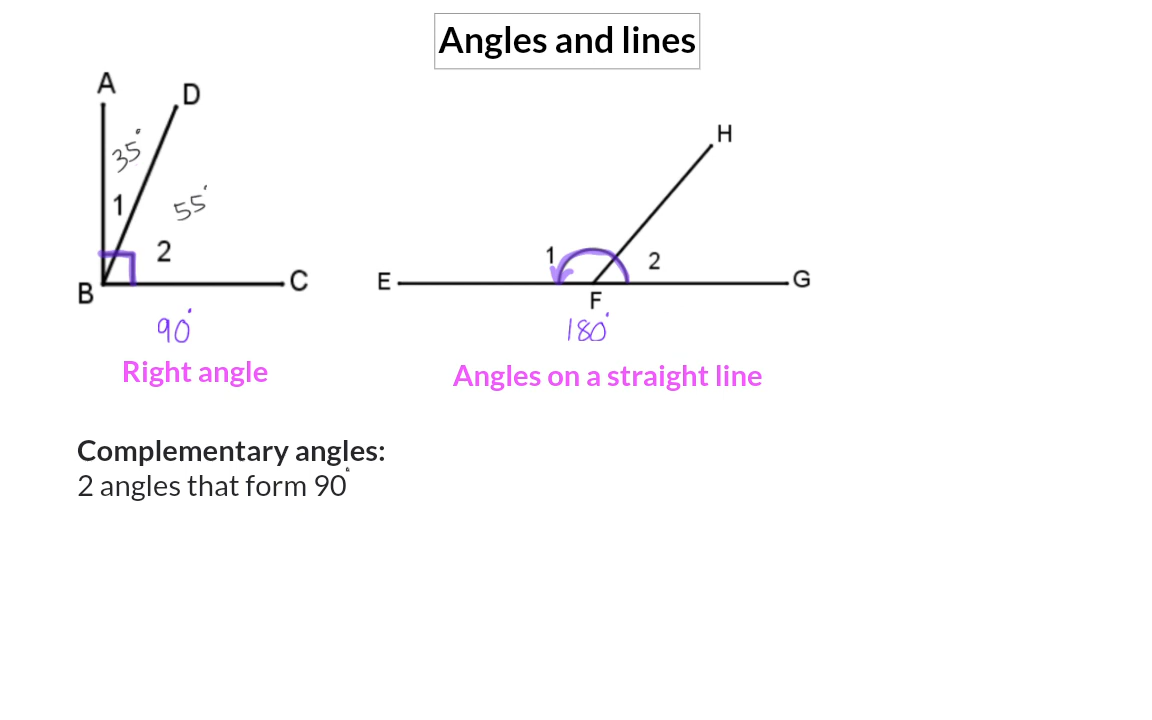 Angles and lines
A
D
35°
1
55°
2
B
C
90°
Right angle
H
1
2
E
F
G
180°
Angles on a straight line
Complementary angles:
2 angles that form 90°